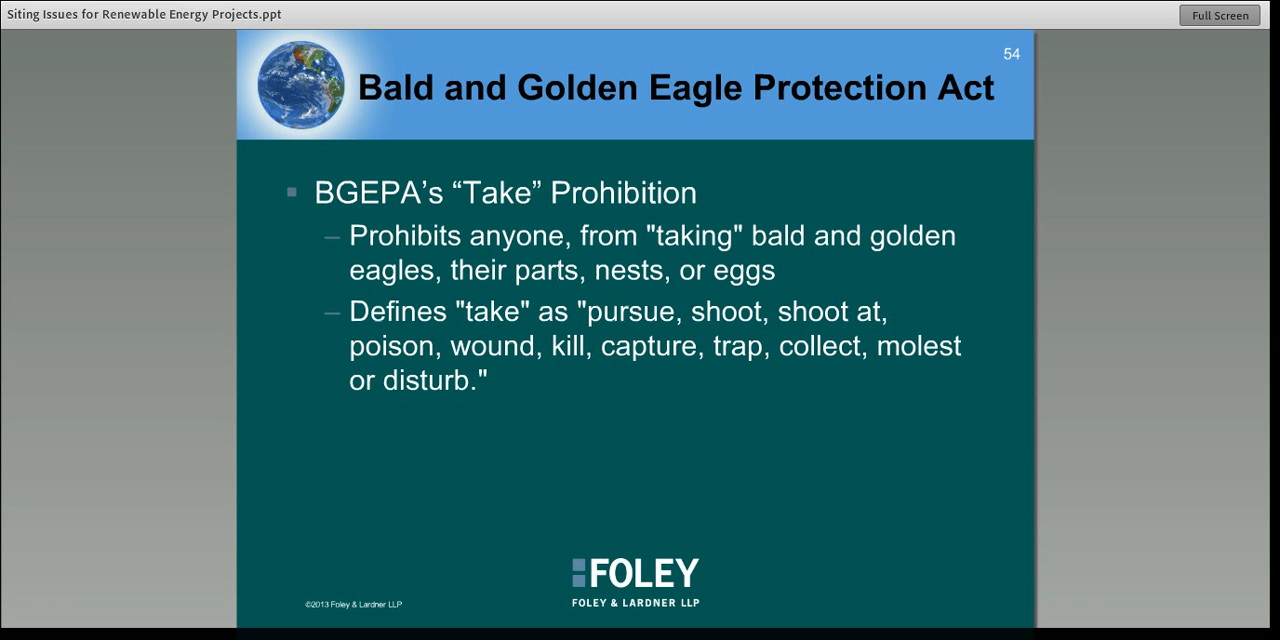 Siting Issues for Renewable Energy Projects.ppt
Full Screen
54
Bald and Golden Eagle Protection Act
BGEPA’s “Take” Prohibition
– Prohibits anyone, from "taking" bald and golden
eagles, their parts, nests, or eggs
– Defines "take" as "pursue, shoot, shoot at,
poison, wound, kill, capture, trap, collect, molest
or disturb."
FOLEY
FOLEY & LARDNER LLP
©2013 Foley & Lardner LLP